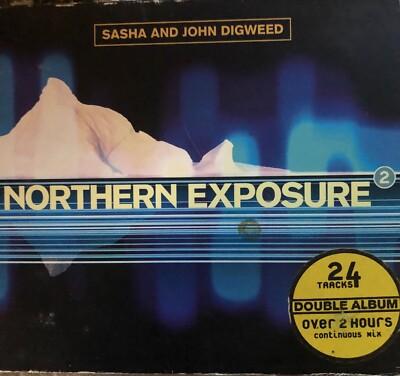 SASHA AND JOHN DIGWEED
NORTHERN EXPOSURE 2
24
TRACKS
DOUBLE ALBUM
over 2 HOURS
continuous mix